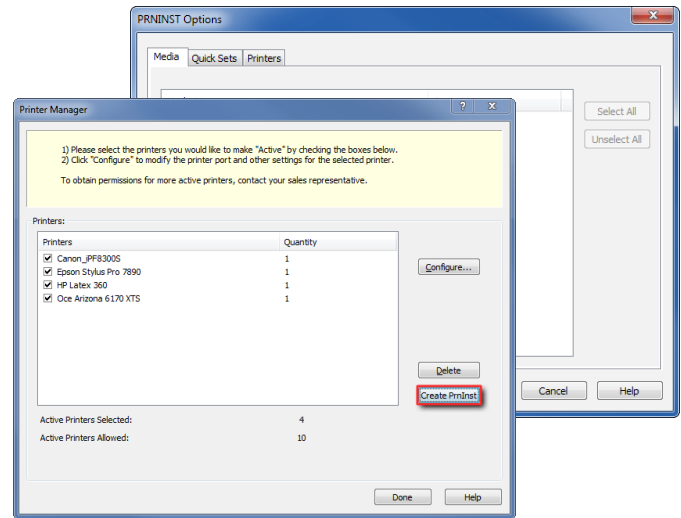 PRNINST Options
Media Quick Sets Printers
Select All
Unselect All
Cancel Help
Printer Manager
1) Please select the printers you would like to make "Active" by checking the boxes below.
2) Click "Configure" to modify the printer port and other settings for the selected printer.
To obtain permissions for more active printers, contact your sales representative.
Printers:
Printers Quantity
Canon_iPF8300S 1
Epson Stylus Pro 7890 1
HP Latex 360 1
Oce Arizona 6170 XTS 1
Configure...
Delete
Create PrnInst
Active Printers Selected: 4
Active Printers Allowed: 10
Done Help